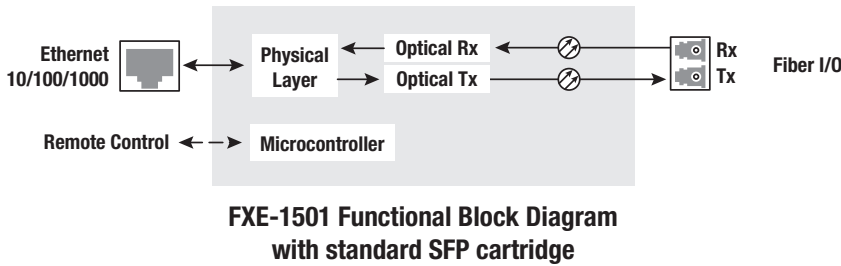 Ethernet
10/100/1000
Physical
Layer
Optical Rx
Optical Tx
Rx
Tx
Fiber I/O
Remote Control
Microcontroller
FXE-1501 Functional Block Diagram
with standard SFP cartridge